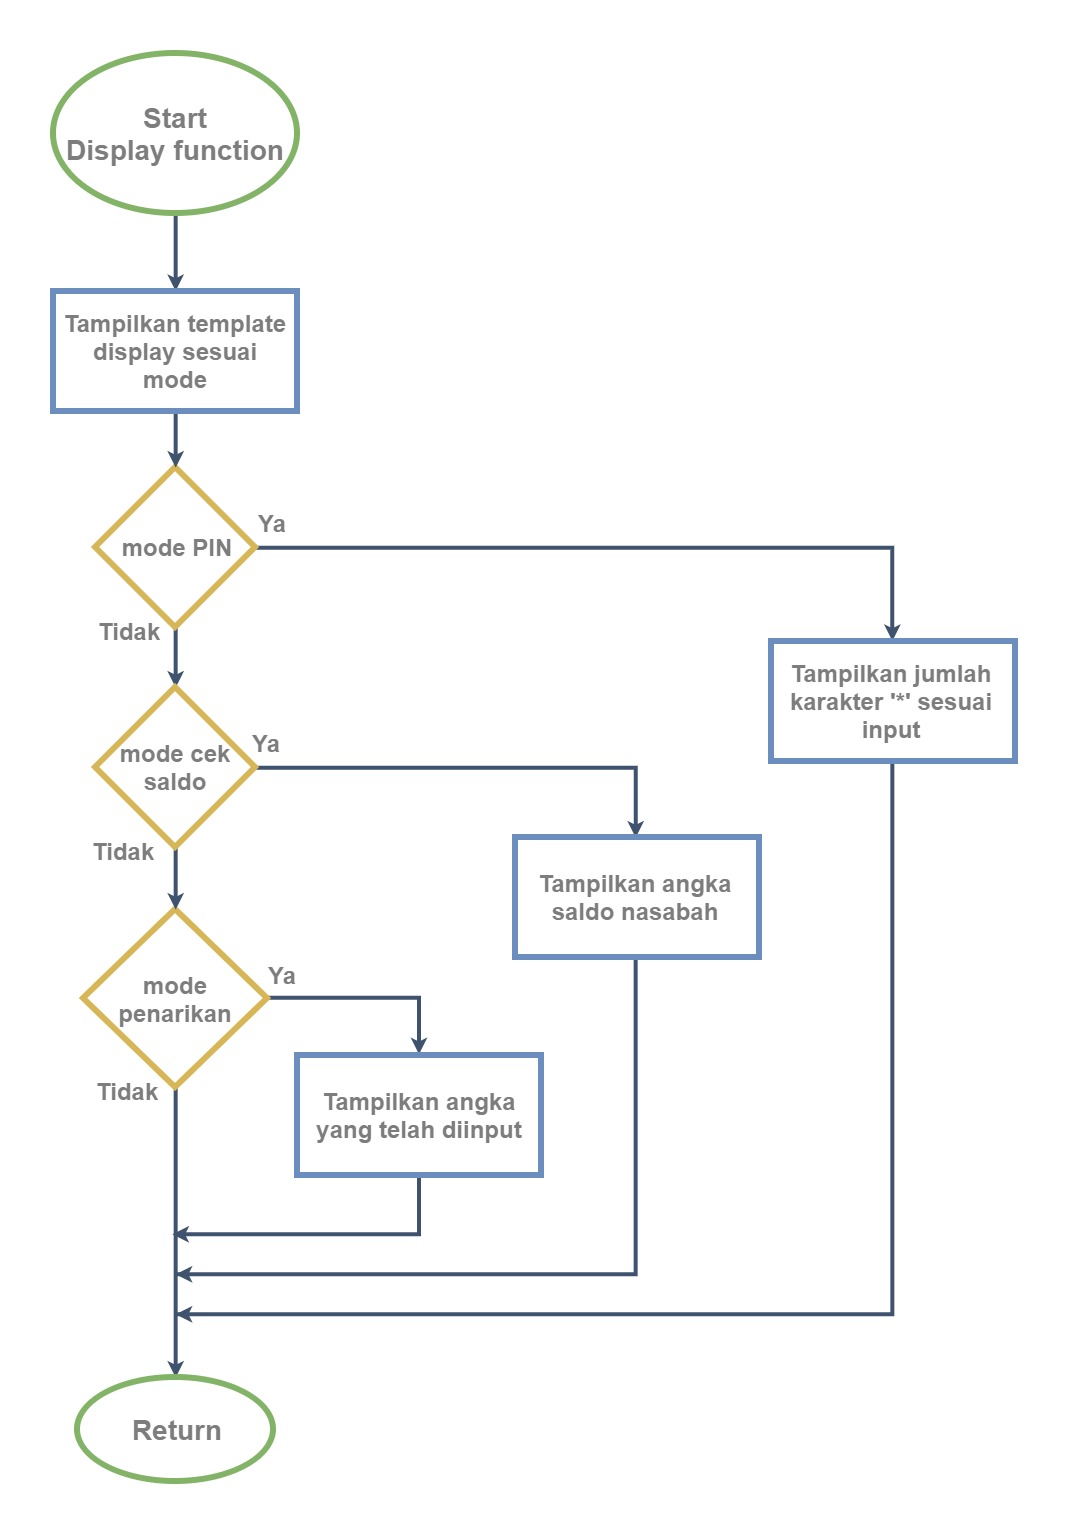 Start
Display function
Tampilkan template
display sesuai
mode
mode PIN
Ya
Tidak
Tampilkan jumlah
karakter '*' sesuai
input
mode cek
saldo
Ya
Tidak
Tampilkan angka
saldo nasabah
mode
penarikan
Ya
Tidak
Tampilkan angka
yang telah diinput
Return